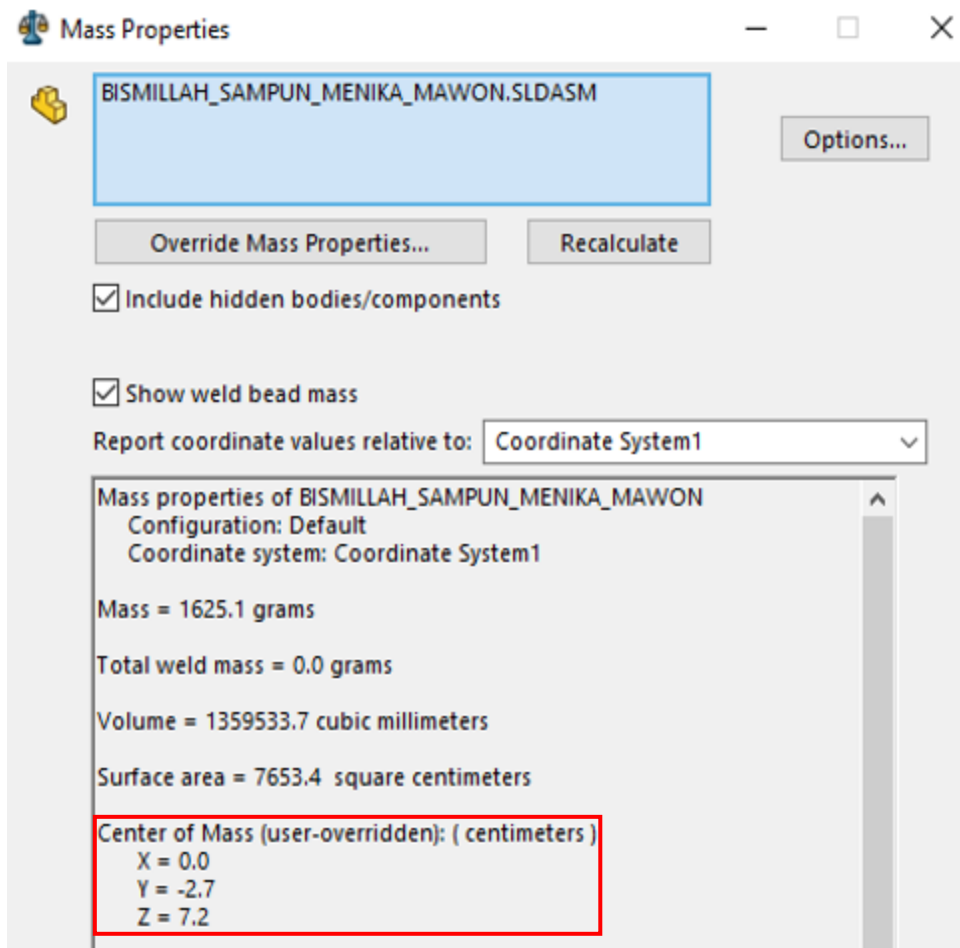 Mass Properties
BISMILLAH_SAMPUN_MENIKA_MAWON.SLDASM
Options...
Override Mass Properties...
Recalculate
Include hidden bodies/components
Show weld bead mass
Report coordinate values relative to:
Coordinate System1
Mass properties of BISMILLAH_SAMPUN_MENIKA_MAWON
Configuration: Default
Coordinate system: Coordinate System1
Mass = 1625.1 grams
Total weld mass = 0.0 grams
Volume = 1359533.7 cubic millimeters
Surface area = 7653.4 square centimeters
Center of Mass (user-overridden): ( centimeters )
X = 0.0
Y = -2.7
Z = 7.2